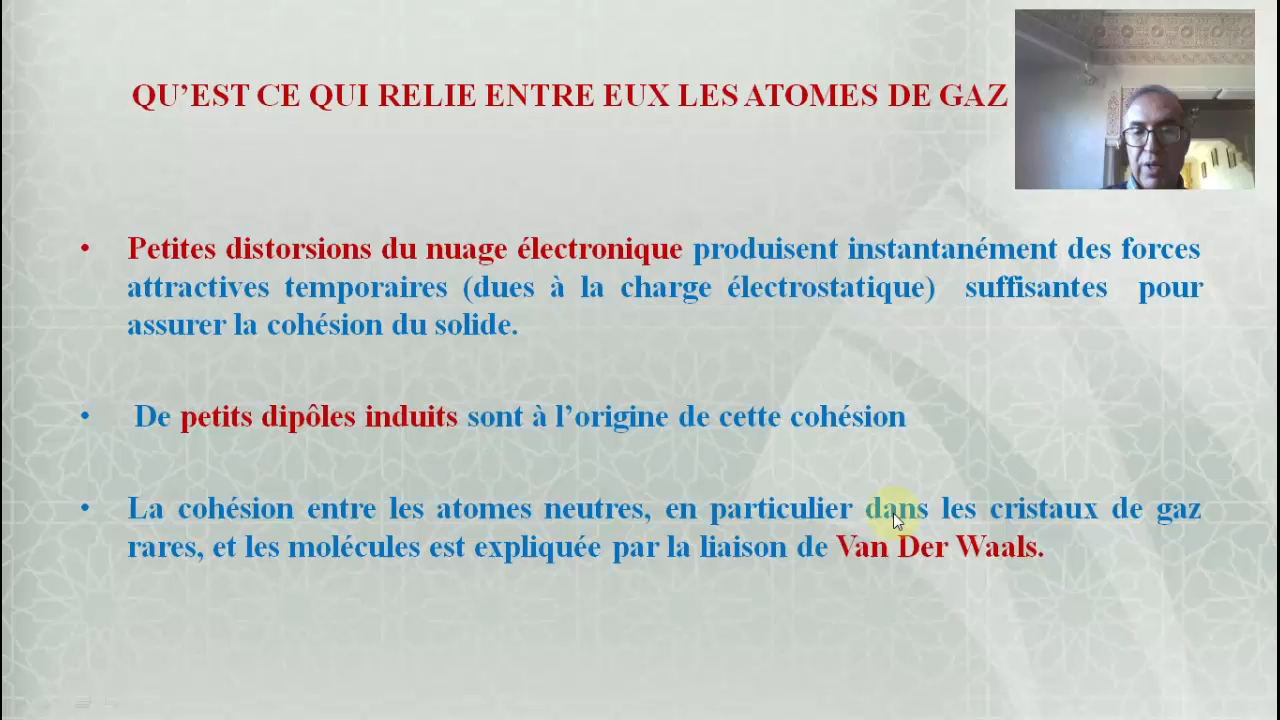 QU’EST CE QUI RELIE ENTRE EUX LES ATOMES DE GAZ
• Petites distorsions du nuage électronique produisent instantanément des forces
attractives temporaires (dues à la charge électrostatique) suffisantes pour
assurer la cohésion du solide.
• De petits dipôles induits sont à l’origine de cette cohésion
• La cohésion entre les atomes neutres, en particulier dans les cristaux de gaz
rares, et les molécules est expliquée par la liaison de Van Der Waals.